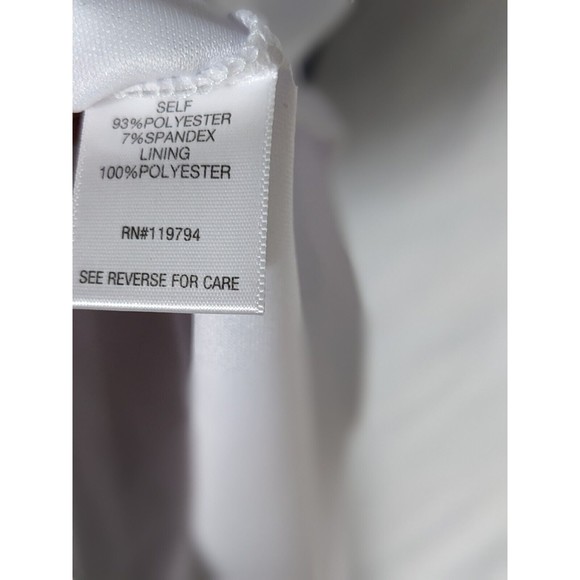 SELF
93%POLYESTER
7%SPANDEX
LINING
100%POLYESTER
RN#119794
SEE REVERSE FOR CARE